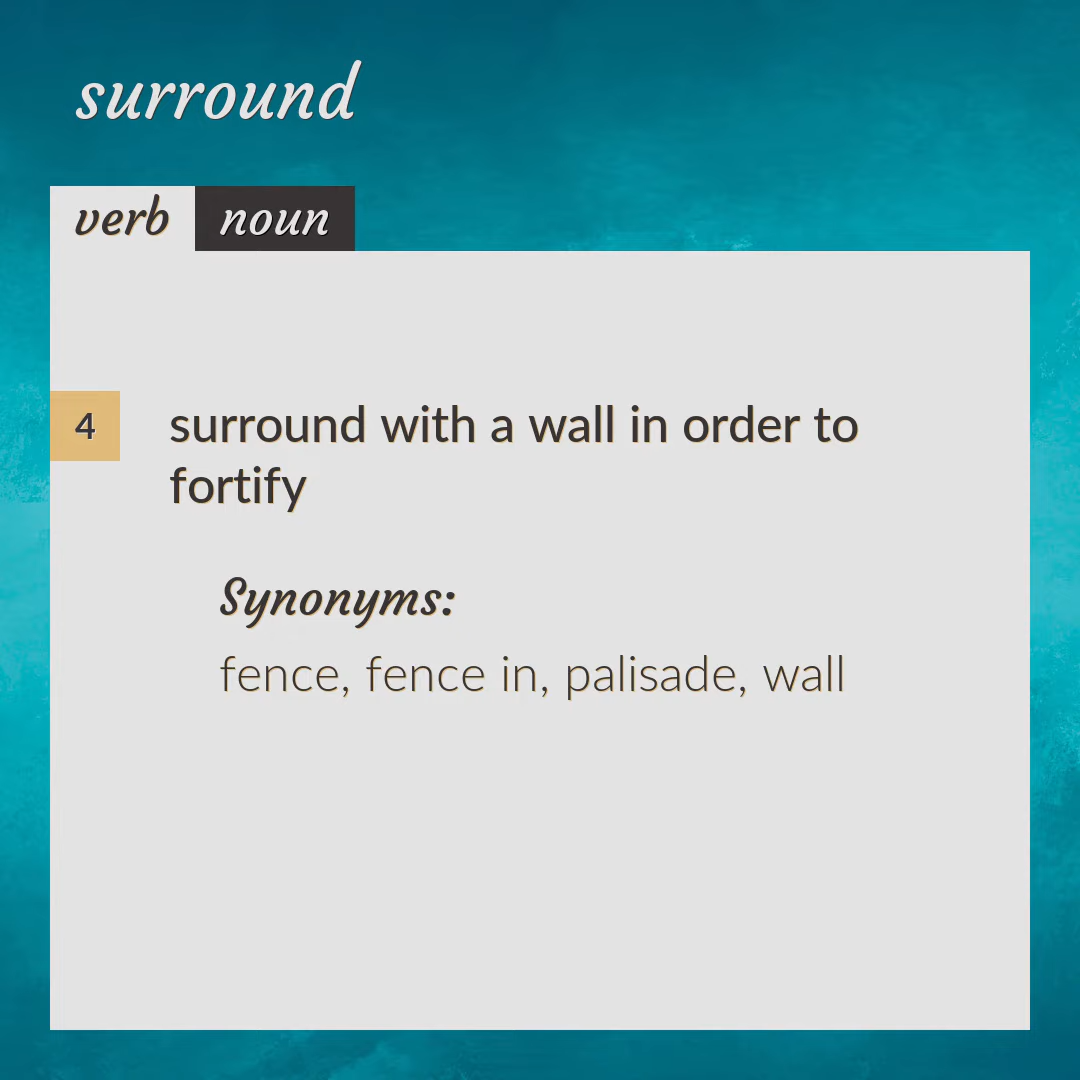 surround
verb noun
4 surround with a wall in order to
fortify
Synonyms:
fence, fence in, palisade, wall